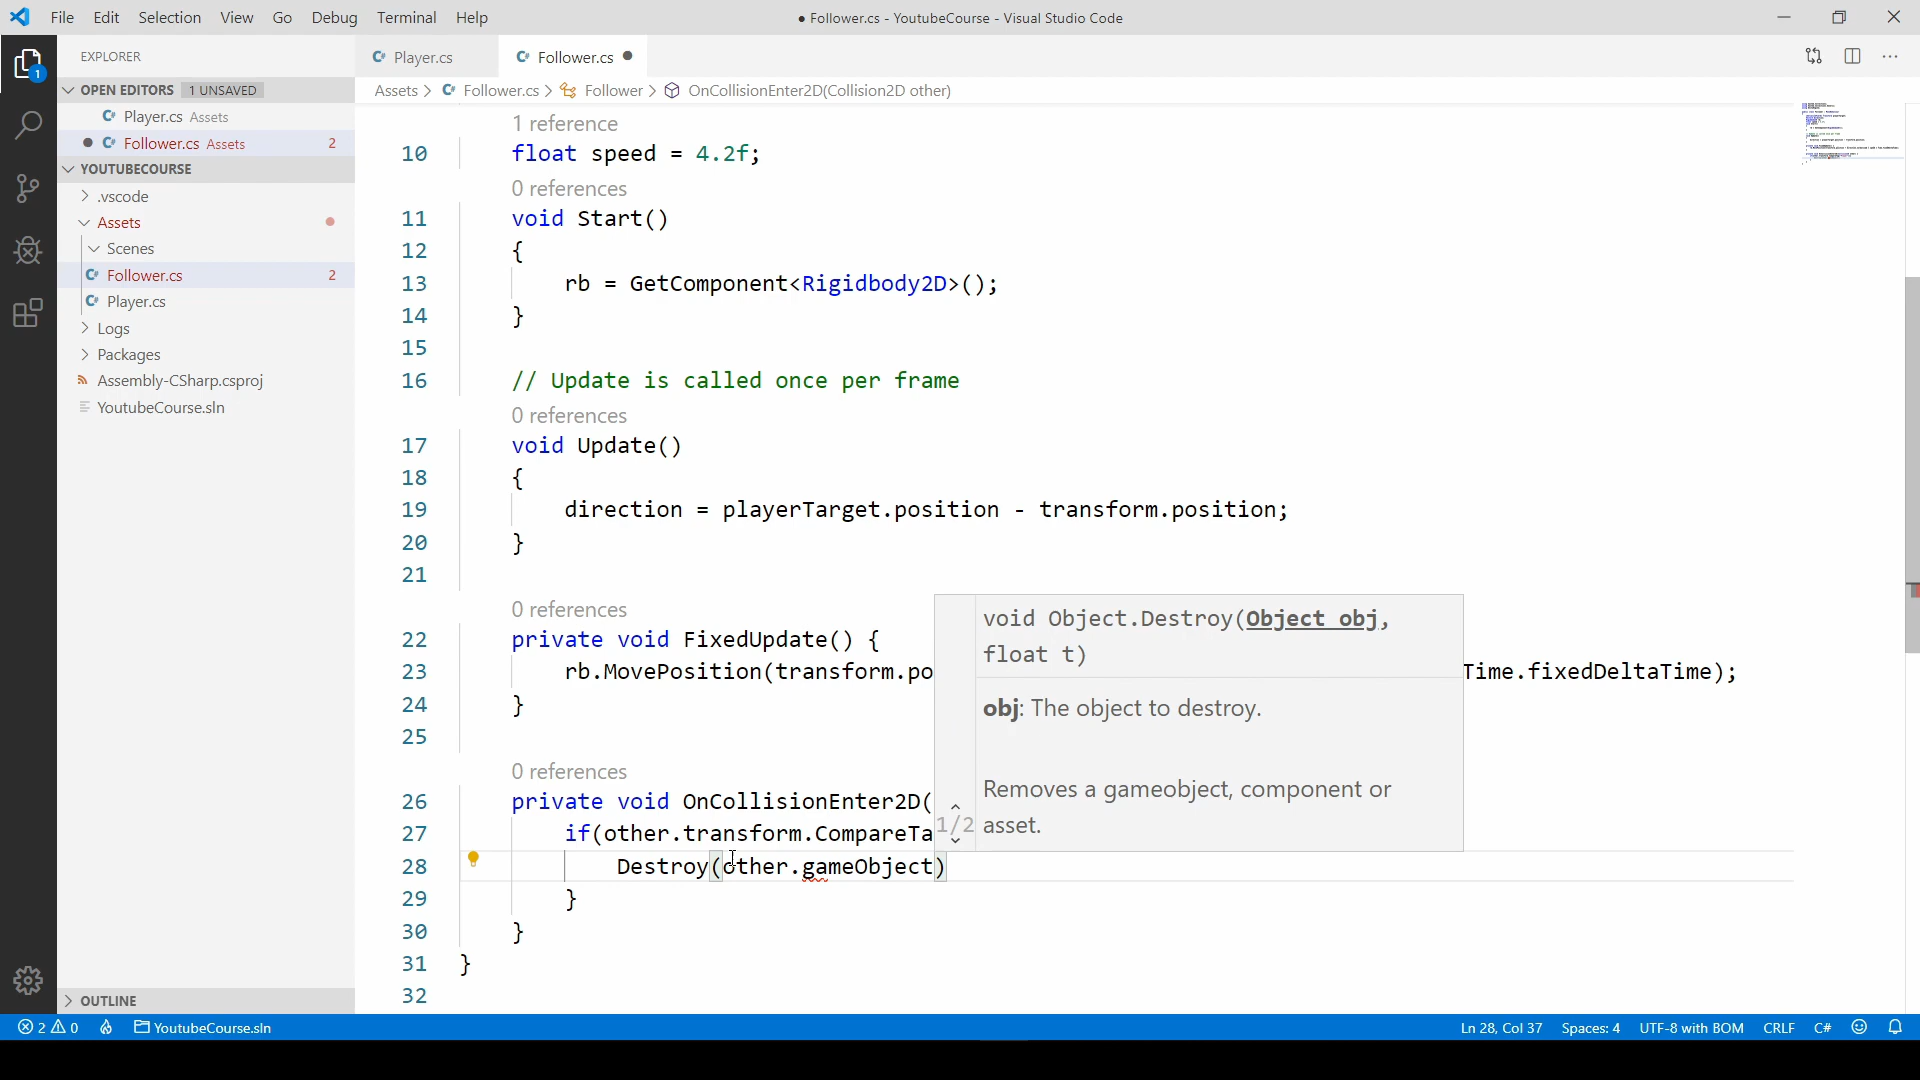 File Edit Selection View Go Debug Terminal Help
● Follower.cs - YoutubeCourse - Visual Studio Code
EXPLORER
OPEN EDITORS 1 UNSAVED
Player.cs Assets
Follower.cs Assets 2
YOUTUBECOURSE
.vscode
Assets
Scenes
Follower.cs 2
Player.cs
Logs
Packages
Assembly-CSharp.csproj
YoutubeCourse.sln
OUTLINE
1
Player.cs
Follower.cs ●
Assets > Follower.cs > Follower > OnCollisionEnter2D(Collision2D other)
1 reference
10 float speed = 4.2f;
0 references
11 void Start()
12 {
13 rb = GetComponent<Rigidbody2D>();
14 }
15
16 // Update is called once per frame
0 references
17 void Update()
18 {
19 direction = playerTarget.position - transform.position;
20 }
21
0 references
22 private void FixedUpdate() {
23 rb.MovePosition(transform.po Time.fixedDeltaTime);
24 }
25
0 references
26 private void OnCollisionEnter2D(
27 if(other.transform.CompareTa
28 Destroy(other.gameObject)
29 }
30 }
31 }
32
void Object.Destroy(Object obj,
float t)
obj: The object to destroy.
Removes a gameobject, component or
1/2 asset.
2 0 YoutubeCourse.sln
Ln 28, Col 37 Spaces: 4 UTF-8 with BOM CRLF C#